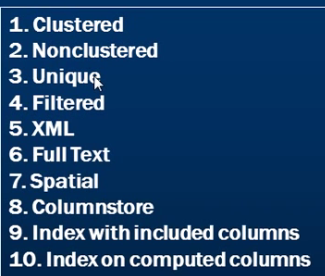 1. Clustered
2. Nonclustered
3. Unique
4. Filtered
5. XML
6. Full Text
7. Spatial
8. Columnstore
9. Index with included columns
10. Index on computed columns